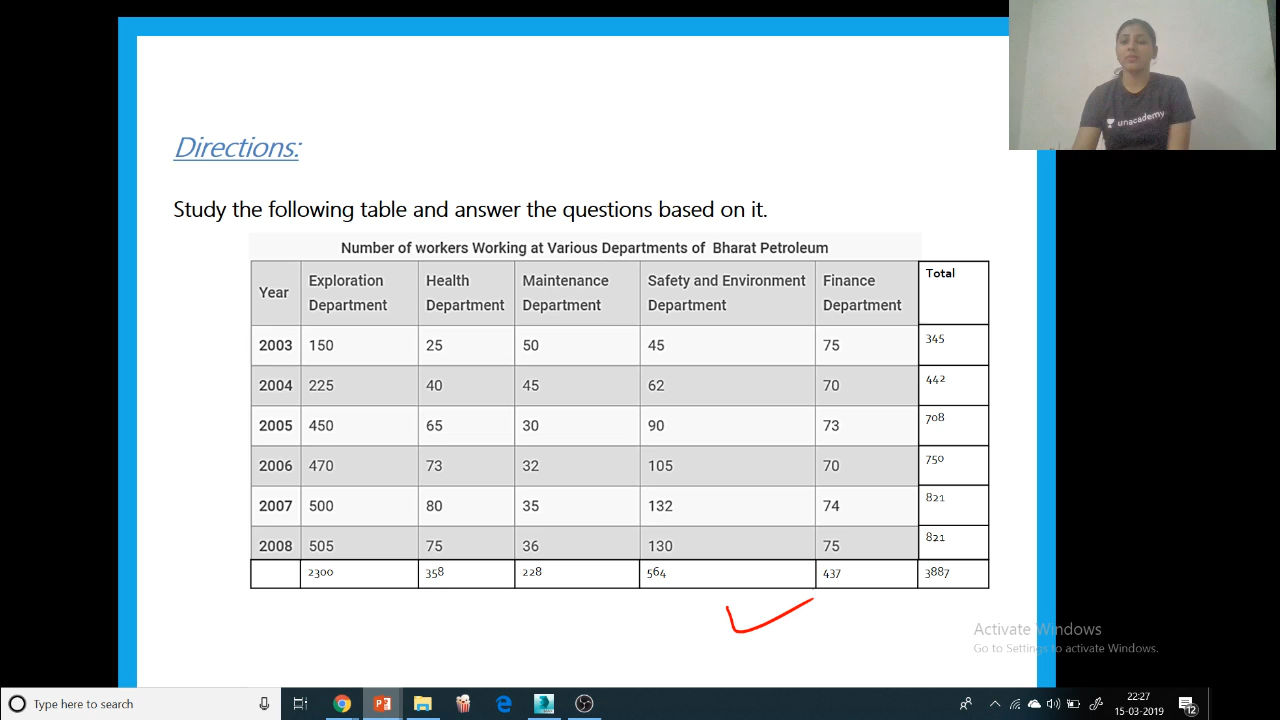 unacademy
Directions:
Study the following table and answer the questions based on it.
Number of workers Working at Various Departments of Bharat Petroleum
Year Exploration Department Health Department Maintenance Department Safety and Environment Department Finance Department Total
2003 150 25 50 45 75 345
2004 225 40 45 62 70 442
2005 450 65 30 90 73 708
2006 470 73 32 105 70 750
2007 500 80 35 132 74 821
2008 505 75 36 130 75 821
2300 358 228 564 437 3887
Activate Windows
Go to Settings to activate Windows.
Type here to search
22:27
15-03-2019
12